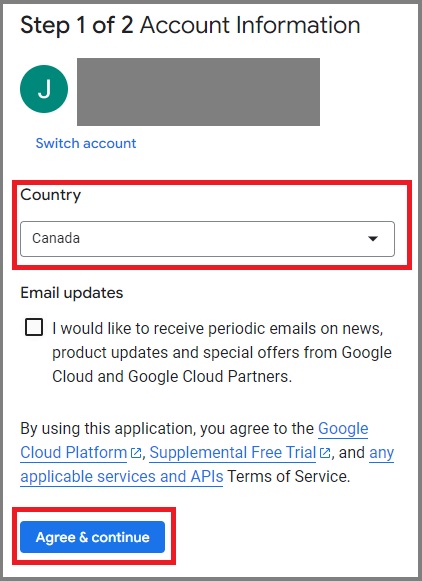 Step 1 of 2 Account Information
J
Switch account
Country
Canada
Email updates
I would like to receive periodic emails on news,
product updates and special offers from Google
Cloud and Google Cloud Partners.
By using this application, you agree to the Google
Cloud Platform, Supplemental Free Trial, and any
applicable services and APIs Terms of Service.
Agree & continue